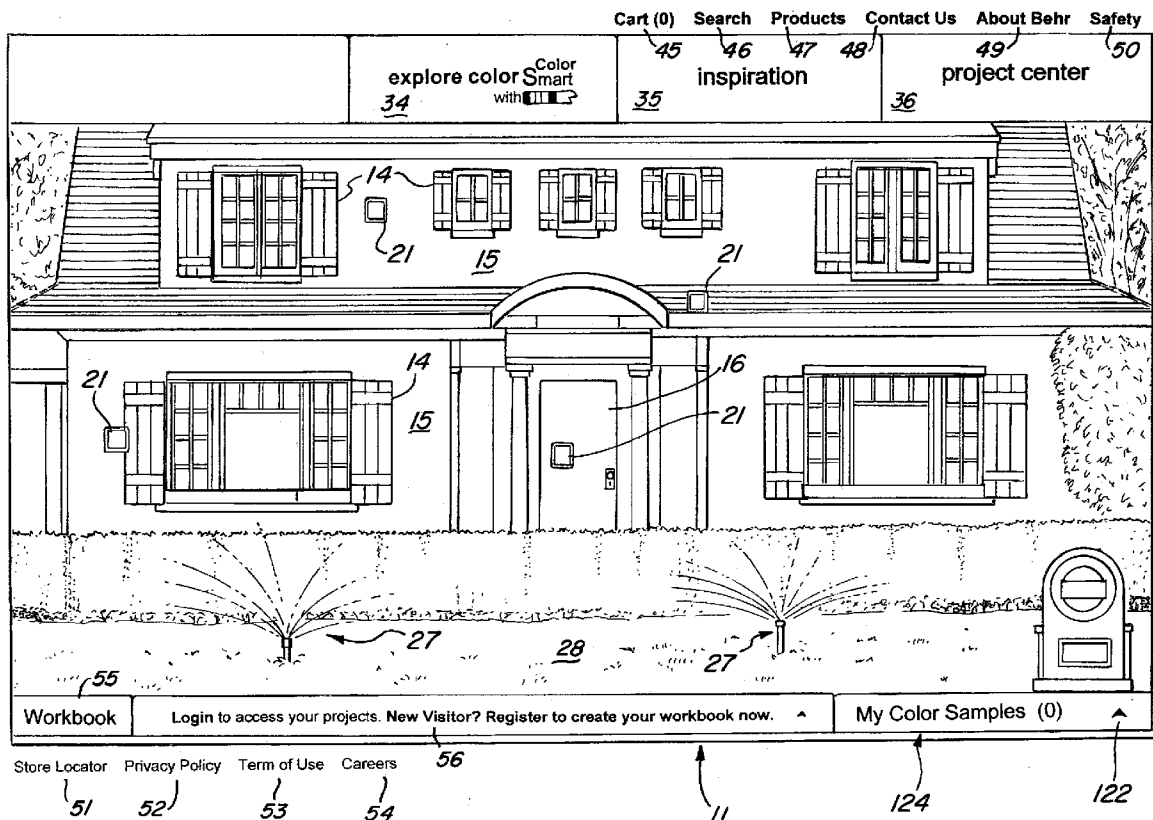 Cart (0) Search Products Contact Us About Behr Safety
45 46 47 48 49 50
explore color with Color Smart
inspiration
project center
34
35
36
14
21
15
21
14
21
15
16
21
27
28
27
55
Workbook
Login to access your projects. New Visitor? Register to create your workbook now.
My Color Samples (0)
56
Store Locator Privacy Policy Term of Use Careers
51 52 53 54
11
124
122